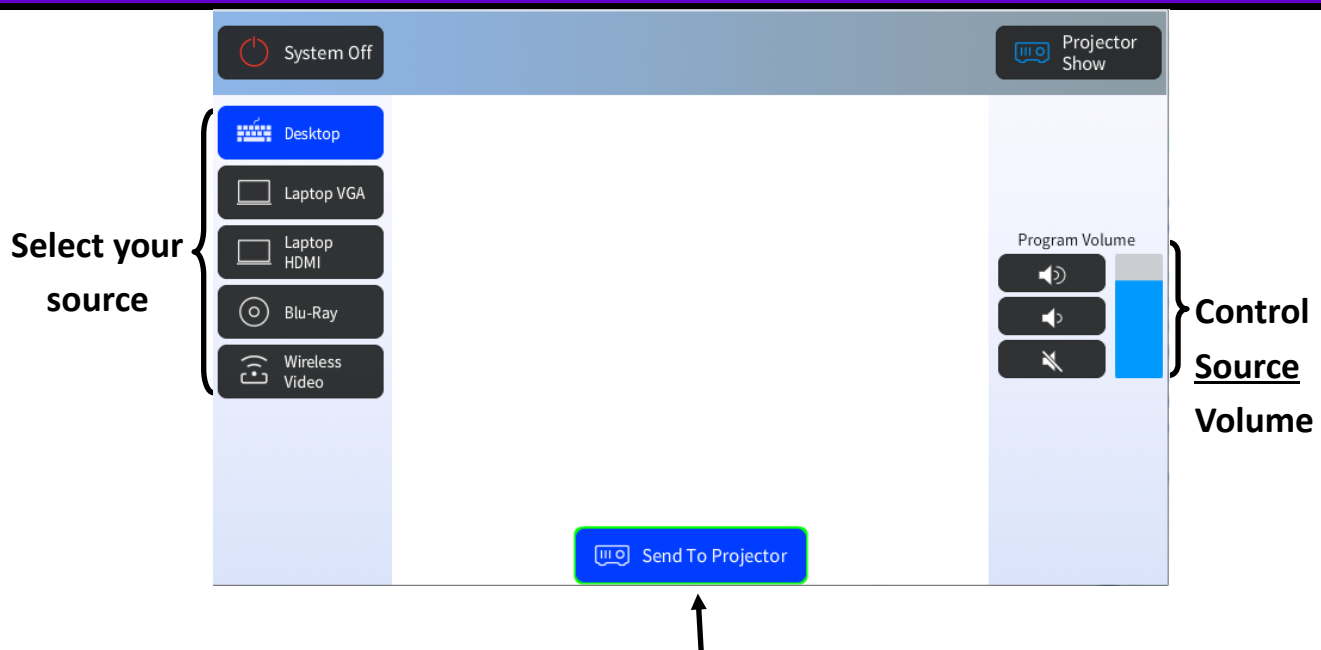 System Off
Projector
Show
Select your
source
Desktop
Laptop VGA
Laptop
HDMI
Blu-Ray
Wireless
Video
Program Volume
Control
Source
Volume
Send To Projector